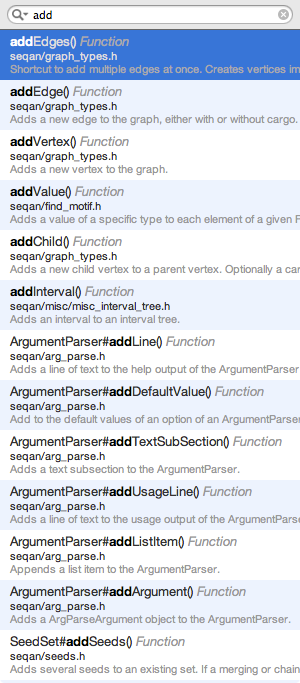 add
addEdges() Function
seqan/graph_types.h
Shortcut to add multiple edges at once. Creates vertices im
addEdge() Function
seqan/graph_types.h
Adds a new edge to the graph, either with or without cargo.
addVertex() Function
seqan/graph_types.h
Adds a new vertex to the graph.
addValue() Function
seqan/find_motif.h
Adds a value of a specific type to each element of a given F
addChild() Function
seqan/graph_types.h
Adds a new child vertex to a parent vertex. Optionally a car
addInterval() Function
seqan/misc/misc_interval_tree.h
Adds an interval to an interval tree.
ArgumentParser#addLine() Function
seqan/arg_parse.h
Adds a line of text to the help output of the ArgumentParser
ArgumentParser#addDefaultValue() Function
seqan/arg_parse.h
Add to the default values of an option of an ArgumentParser
ArgumentParser#addTextSubSection() Function
seqan/arg_parse.h
Adds a text subsection to the ArgumentParser.
ArgumentParser#addUsageLine() Function
seqan/arg_parse.h
Adds a line of text to the usage output of the ArgumentPars
ArgumentParser#addListItem() Function
seqan/arg_parse.h
Appends a list item to the ArgumentParser.
ArgumentParser#addArgument() Function
seqan/arg_parse.h
Adds a ArgParseArgument object to the ArgumentParser.
SeedSet#addSeeds() Function
seqan/seeds.h
Adds several seeds to an existing set. If a merging or chain